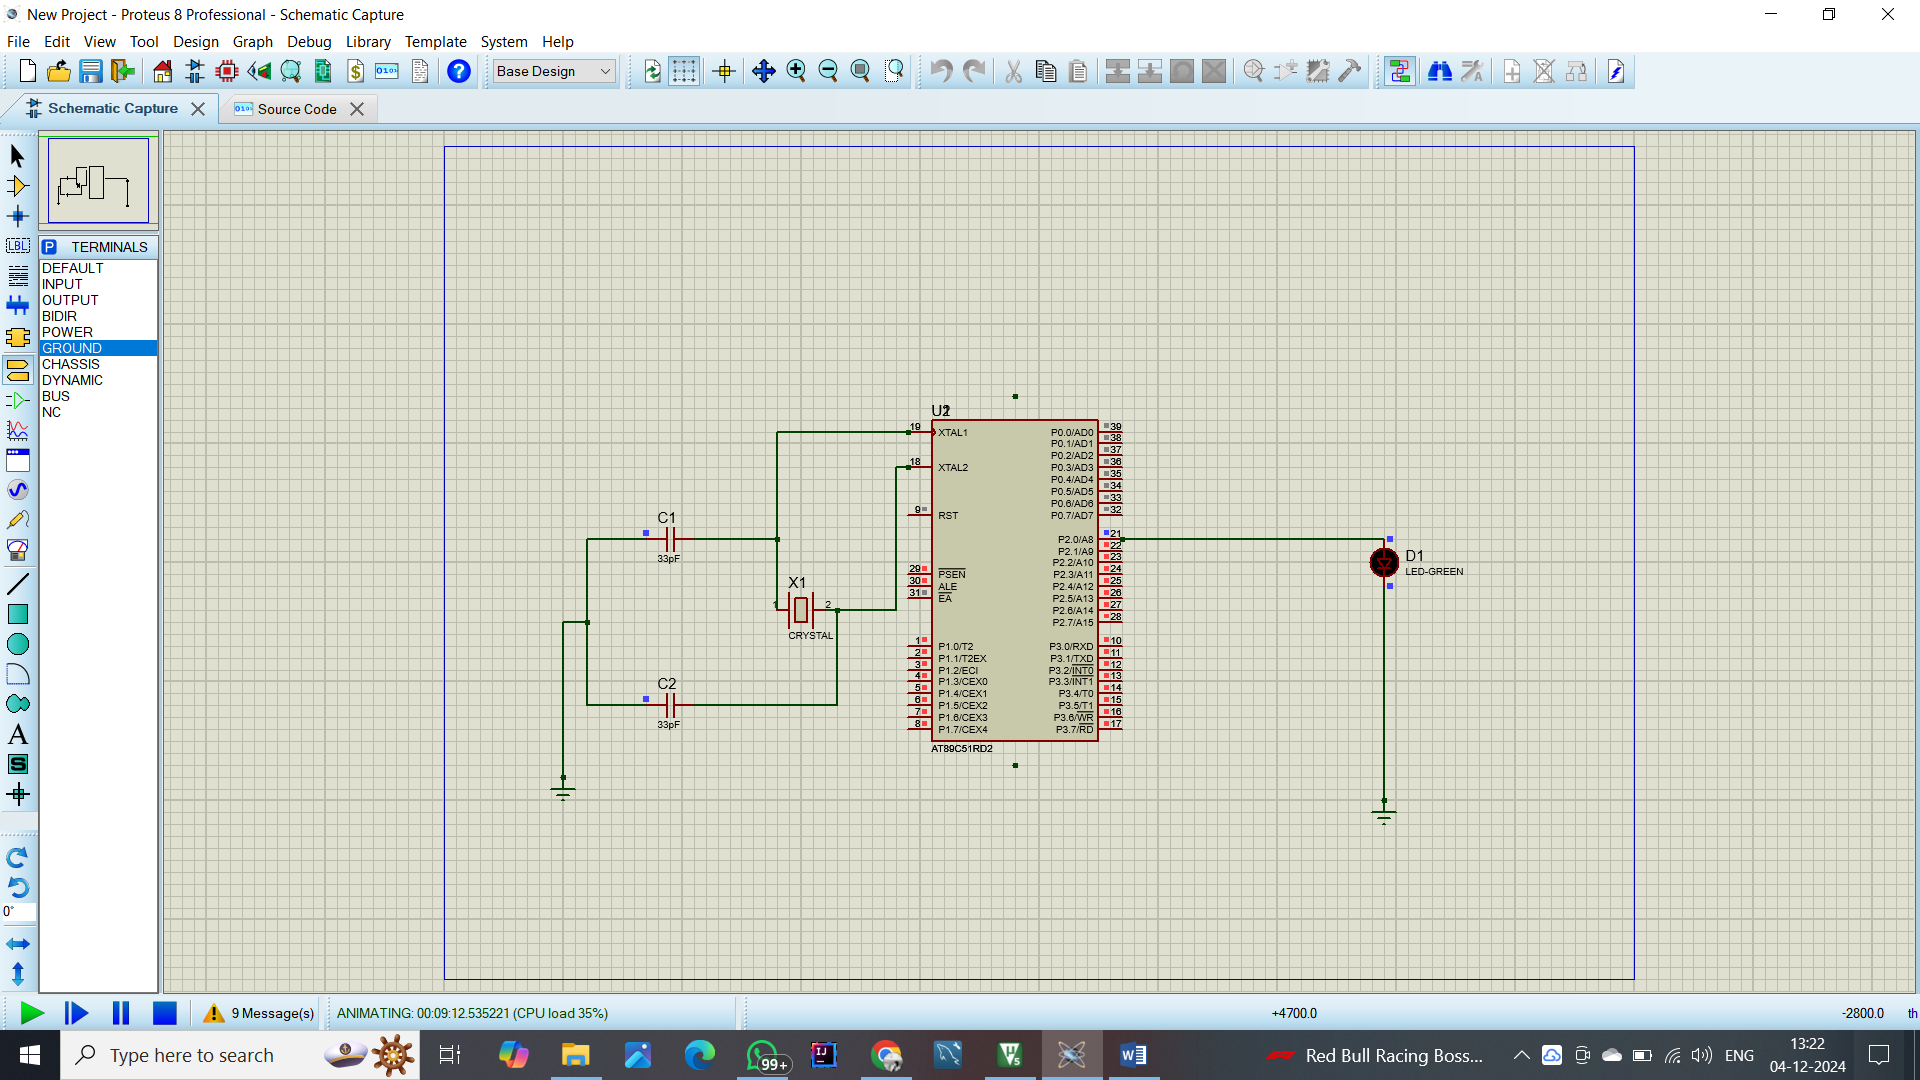 New Project - Proteus 8 Professional - Schematic Capture
File Edit View Tool Design Graph Debug Library Template System Help
Base Design
Schematic Capture
Source Code
LBL
P TERMINALS
DEFAULT
INPUT
OUTPUT
BIDIR
POWER
GROUND
CHASSIS
DYNAMIC
BUS
NC
A
S
0°
C1
33pF
C2
33pF
X1
1 2
CRYSTAL
19 XTAL1
18 XTAL2
9 RST
29 PSEN
30 ALE
31 EA
1 P1.0/T2
2 P1.1/T2EX
3 P1.2/ECI
4 P1.3/CEX0
5 P1.4/CEX1
6 P1.5/CEX2
7 P1.6/CEX3
8 P1.7/CEX4
P0.0/AD0 39
P0.1/AD1 38
P0.2/AD2 37
P0.3/AD3 36
P0.4/AD4 35
P0.5/AD5 34
P0.6/AD6 33
P0.7/AD7 32
P2.0/A8 21
P2.1/A9 22
P2.2/A10 23
P2.3/A11 24
P2.4/A12 25
P2.5/A13 26
P2.6/A14 27
P2.7/A15 28
P3.0/RXD 10
P3.1/TXD 11
P3.2/INT0 12
P3.3/INT1 13
P3.4/T0 14
P3.5/T1 15
P3.6/WR 16
P3.7/RD 17
AT89C51RD2
D1
LED-GREEN
9 Message(s)
ANIMATING: 00:09:12.535221 (CPU load 35%)
+4700.0
-2800.0
th
Type here to search
99+
IJ
Red Bull Racing Boss...
ENG
13:22
04-12-2024